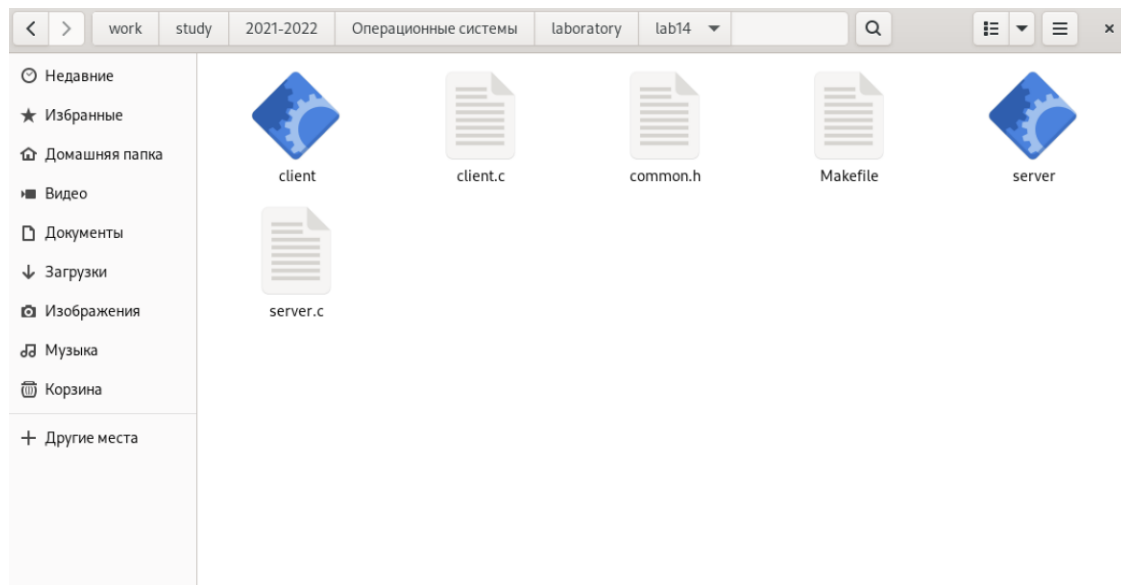 work study 2021-2022 Операционные системы laboratory lab14
Недавние
Избранные
Домашняя папка
Видео
Документы
Загрузки
Изображения
Музыка
Корзина
Другие места
client client.c common.h Makefile server
server.c